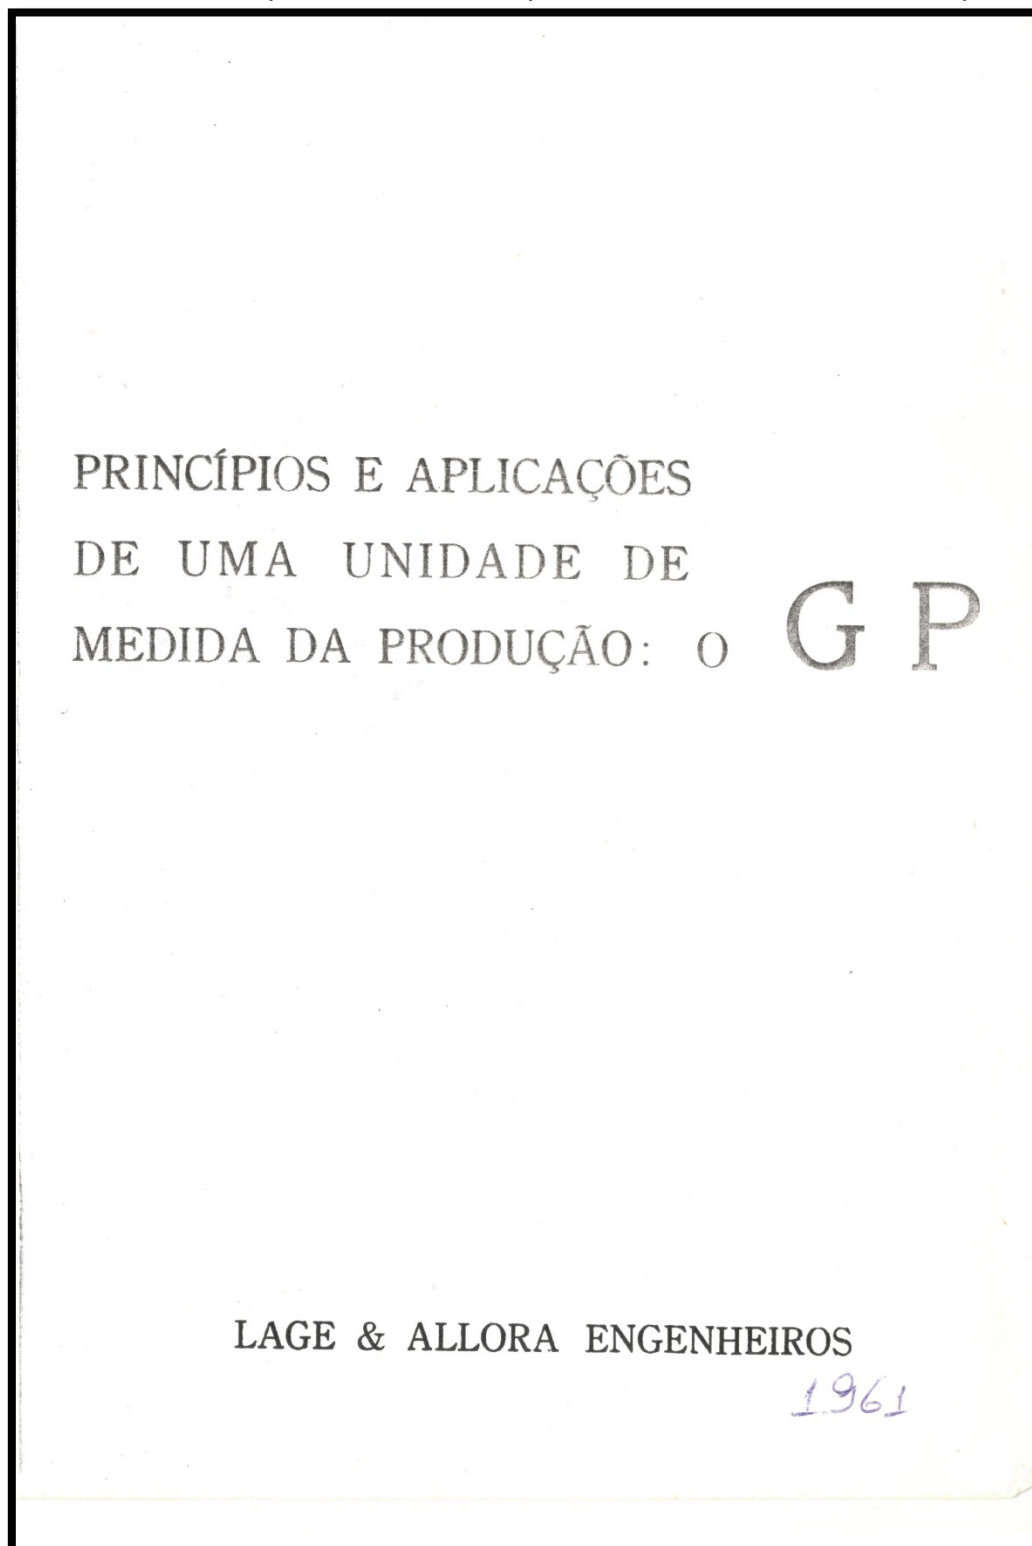 PRINCÍPIOS E APLICAÇÕES
DE UMA UNIDADE DE
MEDIDA DA PRODUÇÃO: O GP
LAGE & ALLORA ENGENHEIROS
1961